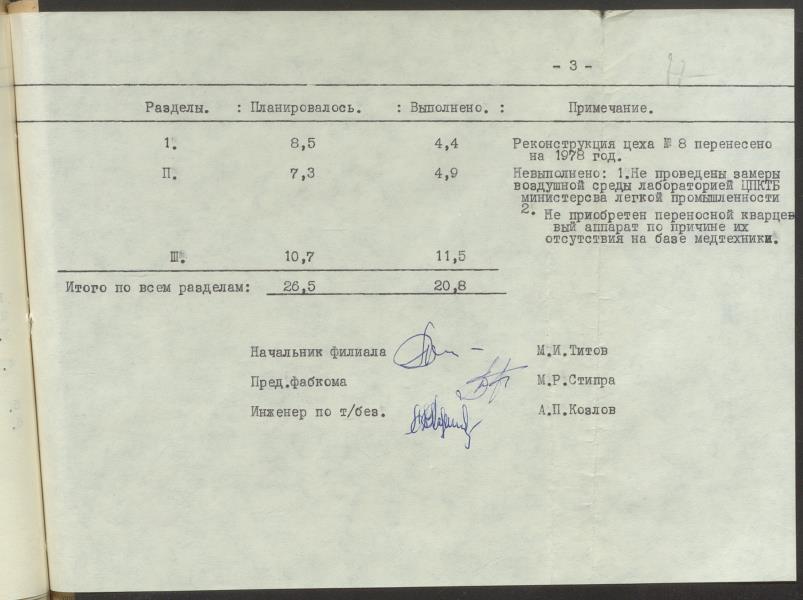 - 3 -
Разделы. : Планировалось. : Выполнено. : Примечание.
1. 8,5 4,4 Реконструкция цеха № 8 перенесено
на 1978 год.
П. 7,3 4,9 Невыполнено: 1.Не проведены замеры
воздушной среды лабораторией ЦПКТБ
министерсва легкой промышленности
2. Не приобретен переносной кварцев
вый аппарат по причине их
отсутствия на базе медтехники.
Ш. 10,7 11,5
Итого по всем разделам: 26,5 20,8
Начальник филиала М.И.Титов
Пред.фабкома М.Р.Стипра
Инженер по т/без. А.П.Козлов